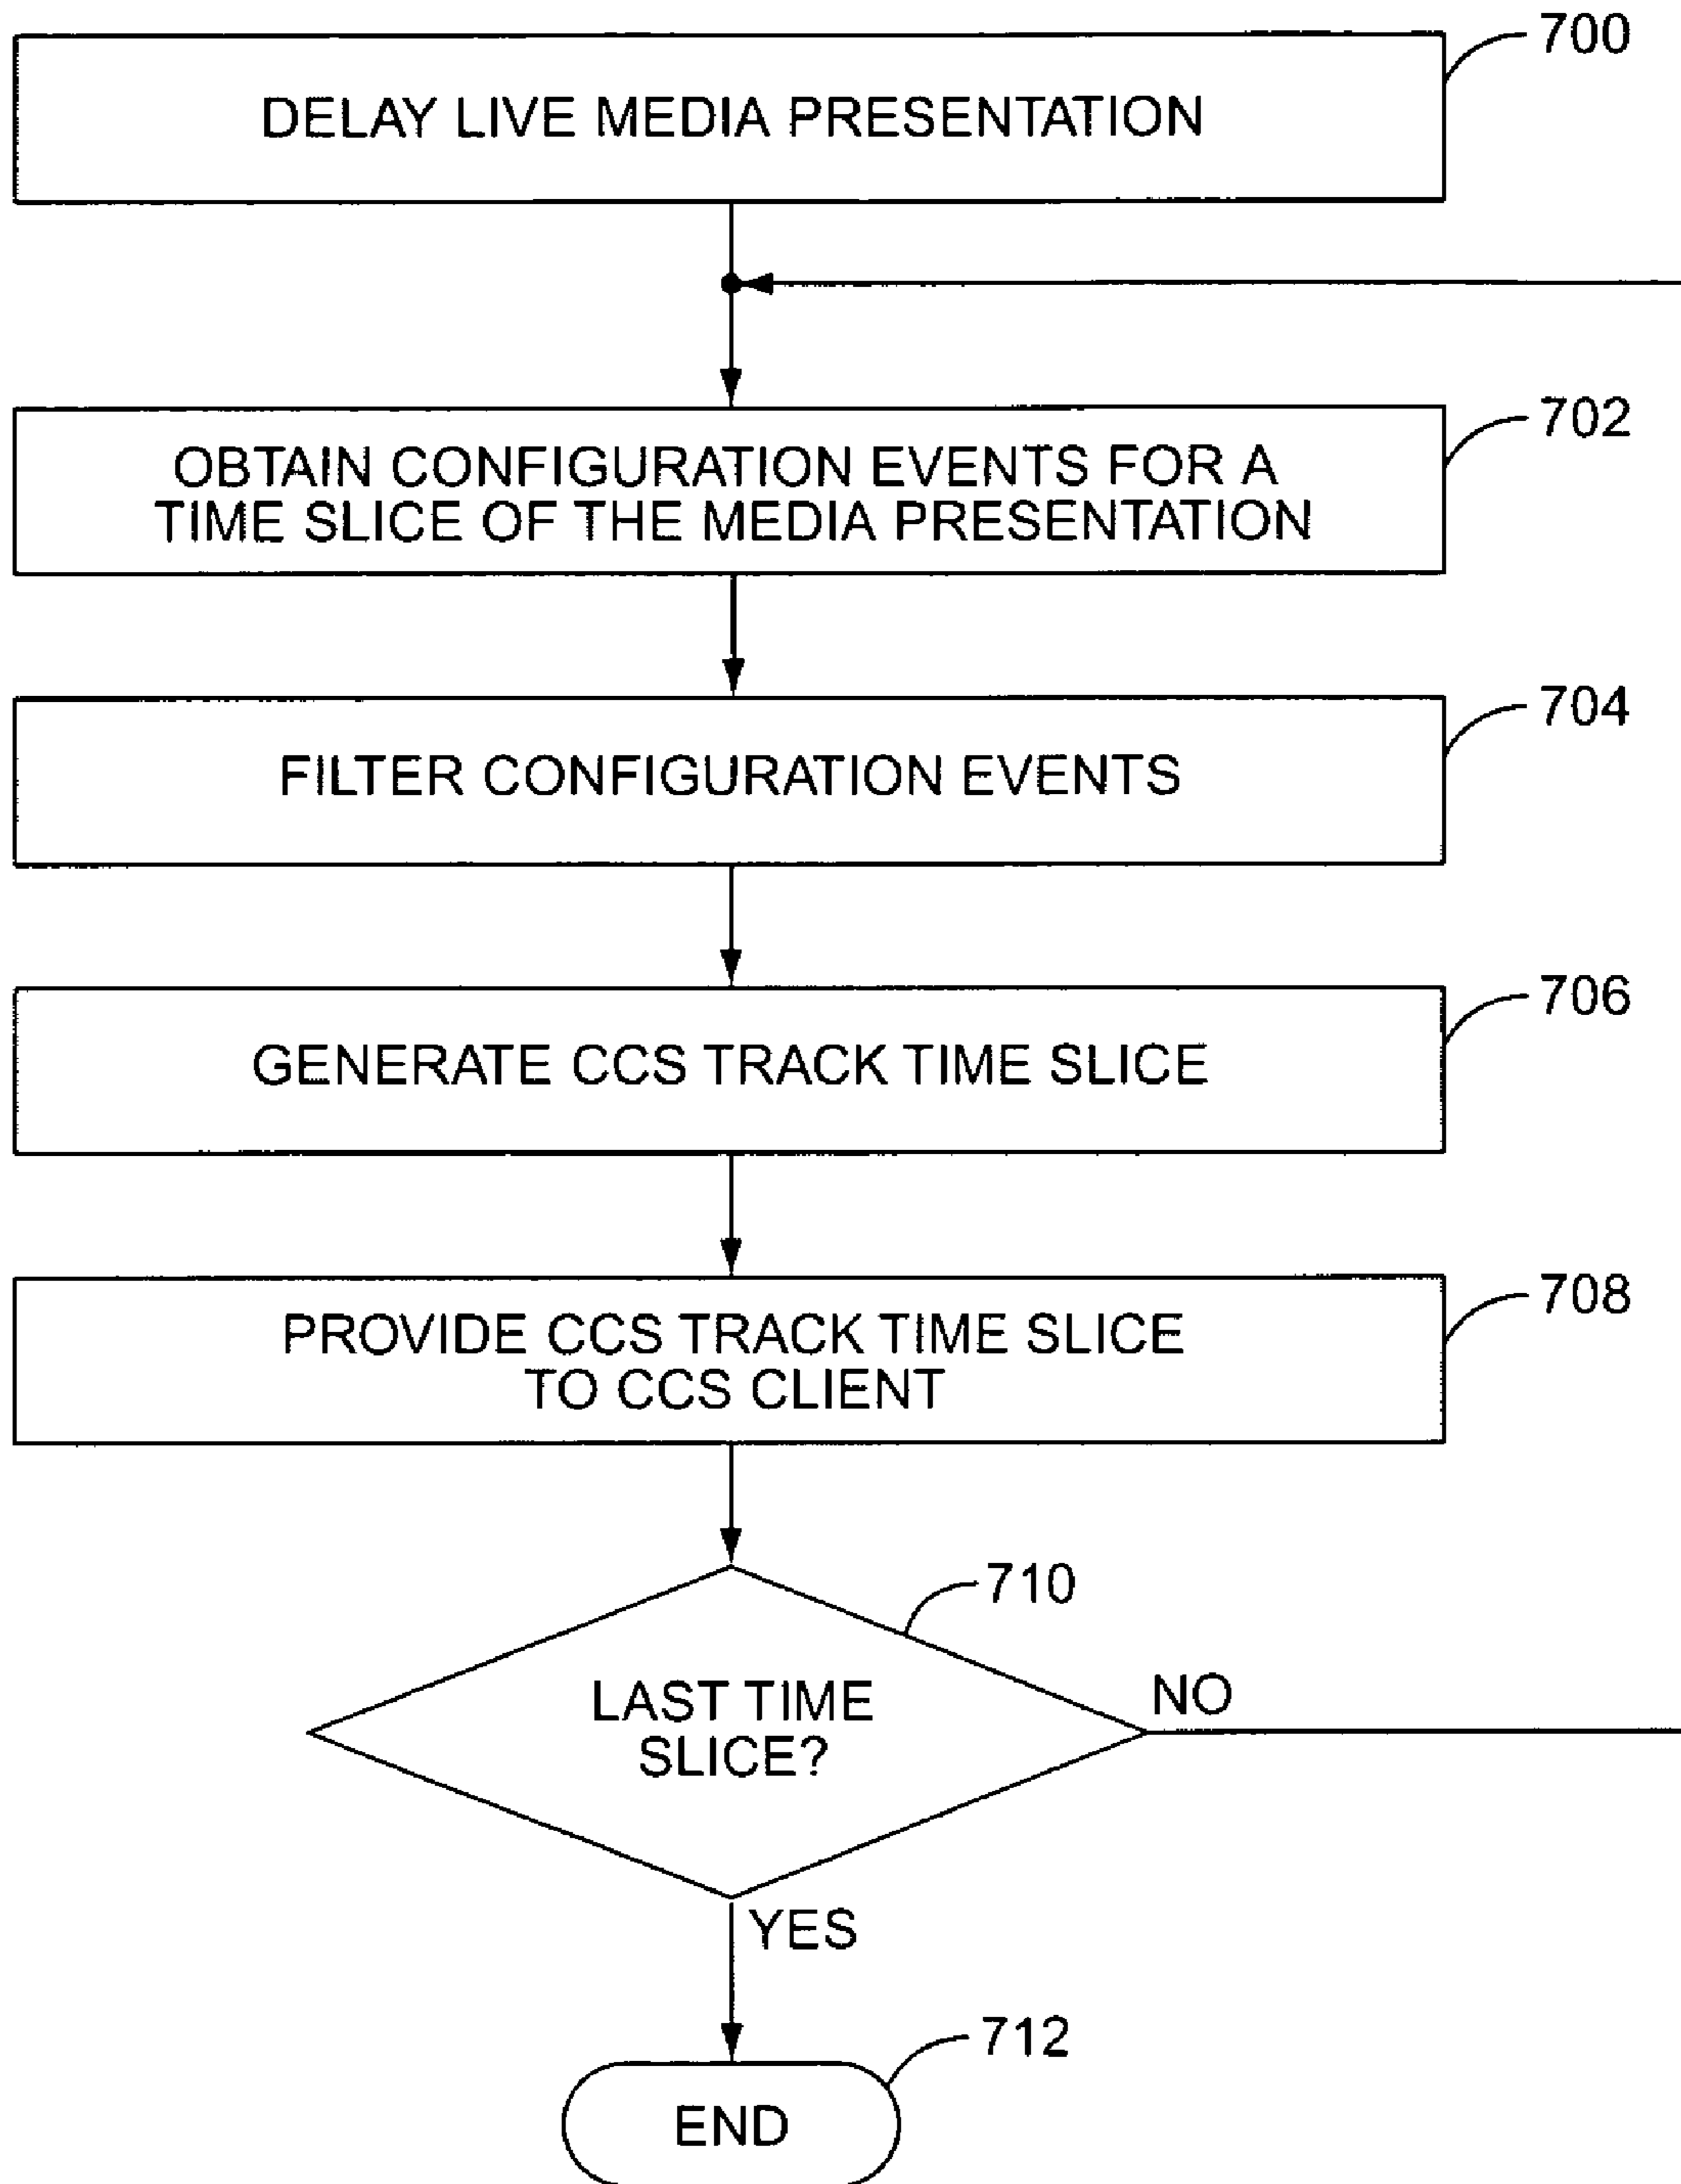 700
DELAY LIVE MEDIA PRESENTATION
702
OBTAIN CONFIGURATION EVENTS FOR A
TIME SLICE OF THE MEDIA PRESENTATION
704
FILTER CONFIGURATION EVENTS
706
GENERATE CCS TRACK TIME SLICE
708
PROVIDE CCS TRACK TIME SLICE
TO CCS CLIENT
710
LAST TIME
SLICE?
NO
YES
712
END